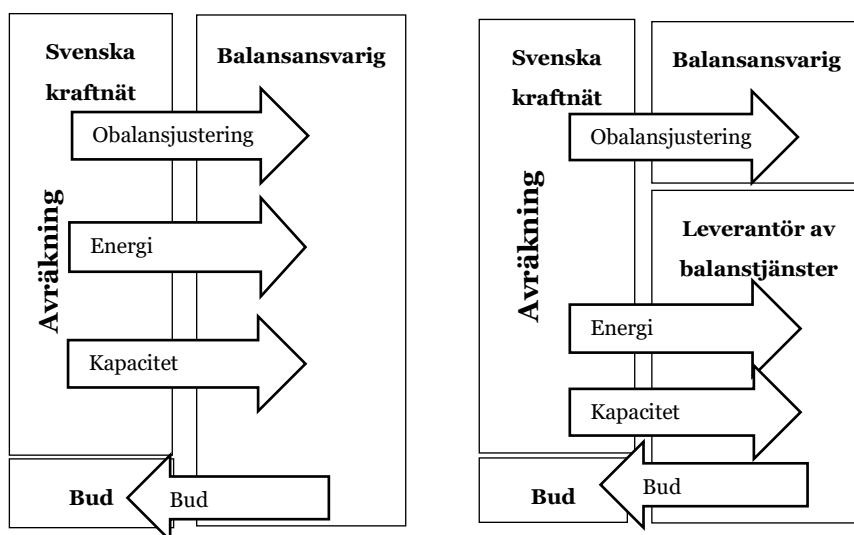 Svenska
kraftnät
Balansansvarig
Obalansjustering
Avräkning
Energi
Kapacitet
Bud
Bud
Svenska
kraftnät
Balansansvarig
Obalansjustering
Avräkning
Leverantör av
balanstjänster
Energi
Kapacitet
Bud
Bud